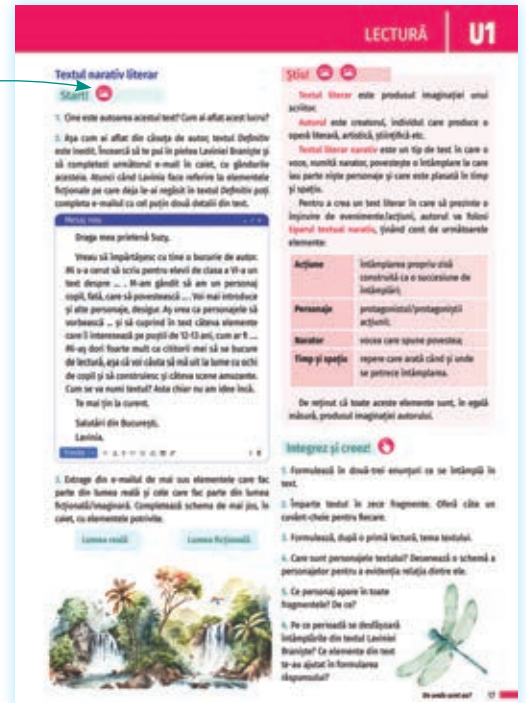 LECTURĂ U1
Textul narativ literar
Start!
1. Cine este autoarea acestui text? Cum ai aflat acest lucru?
2. Așa cum ai aflat din căsuța de autor, textul Definitiv
este inedit. Încearcă să te pui în pielea Laviniei Braniște și
să completezi următorul e-mail în caiet, cu gândurile
acesteia. Atunci când Lavinia face referire la elementele
ficționale pe care deja le-ai regăsit în textul Definitiv poți
completa e-mailul cu cel puțin două detalii din text.
Mesaj nou
Draga mea prietenă Suzy,
Vreau să împărtășesc cu tine o bucurie de autor.
Mi s-a cerut să scriu pentru elevii de clasa a VI-a un
text despre ... . M-am gândit să am un personaj
copil, fată, care să povestească ... . Voi mai introduce
și alte personaje, desigur. Aș vrea ca personajele să
vorbească ... și să cuprind în text câteva elemente
care îi interesează pe puștii de 12-13 ani, cum ar fi ... .
Mi-aș dori foarte mult ca cititorii mei să se bucure
de lectură, așa că voi căuta să mă uit la lume cu ochi
de copil și să construiesc și câteva scene amuzante.
Cum se va numi textul? Asta chiar nu am idee încă.
Te mai țin la curent.
Salutări din București,
Lavinia.
3. Extrage din e-mailul de mai sus elementele care fac
parte din lumea reală și cele care fac parte din lumea
ficțională/imaginară. Completează schema de mai jos, în
caiet, cu elementele potrivite.
Lumea reală Lumea ficțională
Știu!
Textul literar este produsul imaginației unui
scriitor.
Autorul este creatorul, individul care produce o
operă literară, artistică, științifică etc.
Textul literar narativ este un tip de text în care o
voce, numită narator, povestește o întâmplare la care
iau parte niște personaje și care este plasată în timp
și spațiu.
Pentru a crea un text literar în care să prezinte o
înșiruire de evenimente/acțiuni, autorul va folosi
tiparul textual narativ, ținând cont de următoarele
elemente:
Acțiune întâmplarea propriu-zisă
construită ca o succesiune de
întâmplări;
Personaje protagonistul/protagoniștii
acțiunii;
Narator vocea care spune povestea;
Timp și spațiu repere care arată când și unde
se petrece întâmplarea.
De reținut că toate aceste elemente sunt, în egală
măsură, produsul imaginației autorului.
Integrez și creez!
1. Formulează în două-trei enunțuri ce se întâmplă în
text.
2. Împarte textul în zece fragmente. Oferă câte un
cuvânt-cheie pentru fiecare.
3. Formulează, după o primă lectură, tema textului.
4. Care sunt personajele textului? Desenează o schemă a
personajelor pentru a evidenția relația dintre ele.
5. Ce personaj apare în toate
fragmentele? De ce?
6. Pe ce perioadă se desfășoară
întâmplările din textul Laviniei
Braniște? Ce elemente din text
te-au ajutat în formularea
răspunsului?
De unde sunt eu? 17